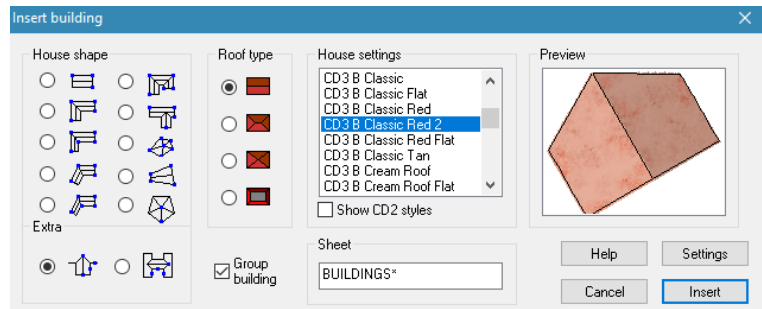 Insert building
House shape
Extra
Roof type
Group
building
House settings
CD3 B Classic
CD3 B Classic Flat
CD3 B Classic Red
CD3 B Classic Red 2
CD3 B Classic Red Flat
CD3 B Classic Tan
CD3 B Cream Roof
CD3 B Cream Roof Flat
Show CD2 styles
Sheet
BUILDINGS*
Preview
Help
Settings
Cancel
Insert